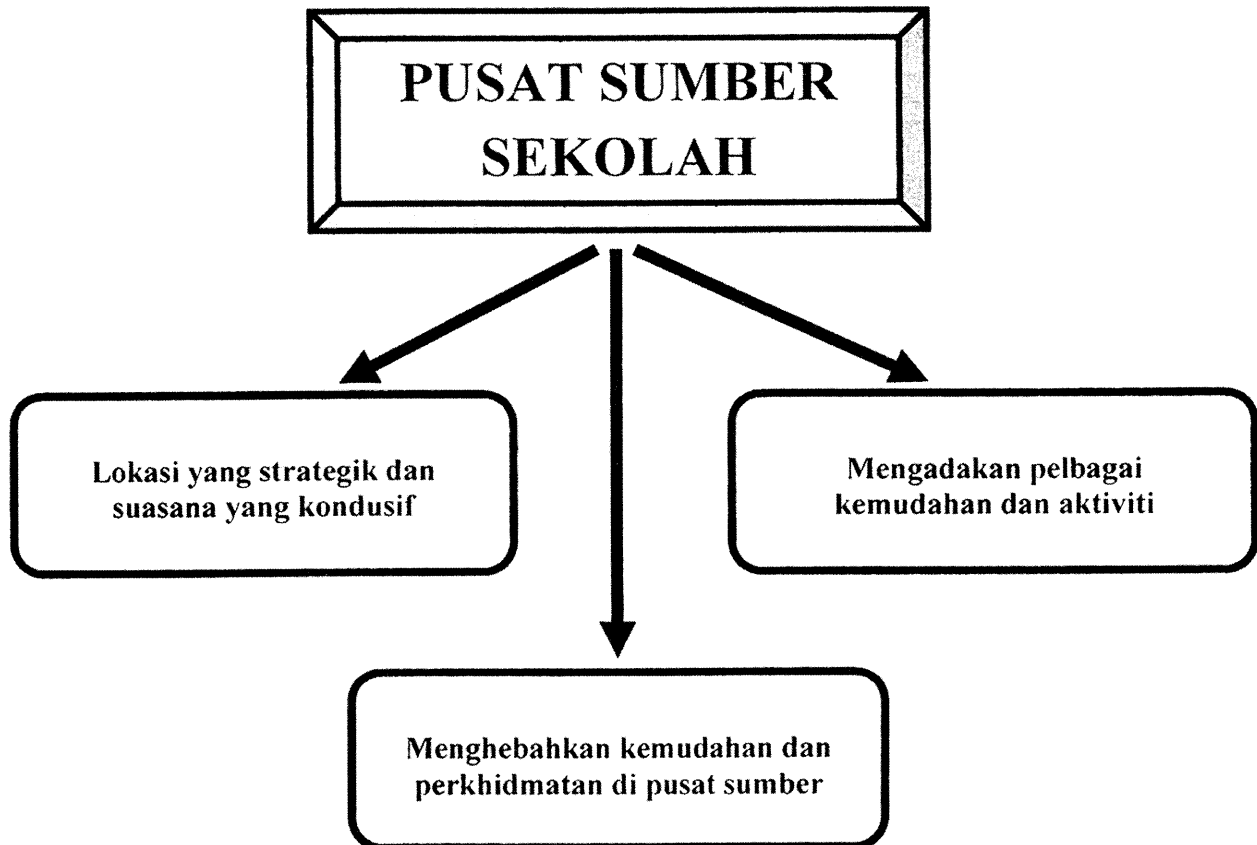 PUSAT SUMBER
SEKOLAH
Lokasi yang strategik dan
suasana yang kondusif
Mengadakan pelbagai
kemudahan dan aktiviti
Menghebahkan kemudahan dan
perkhidmatan di pusat sumber